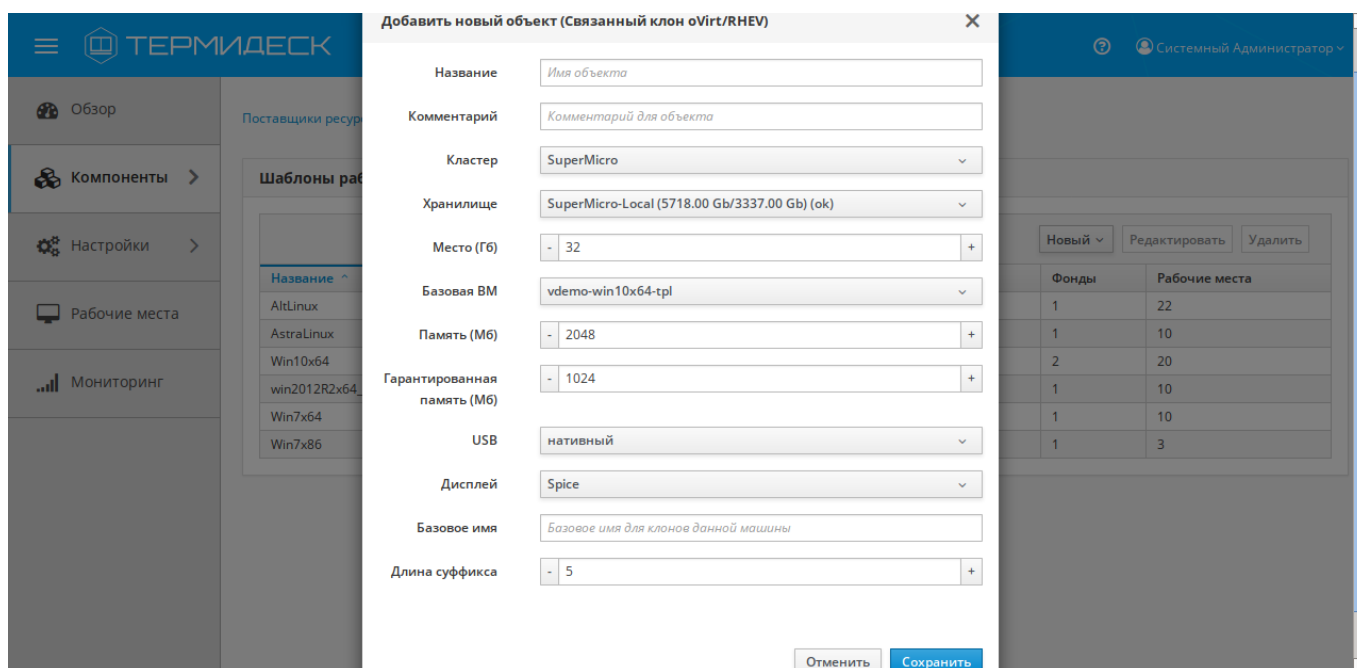 Добавить новый объект (Связанный клон oVirt/RHEV)
ТЕРМИДЕСК
Системный Администратор
Обзор
Компоненты
Настройки
Рабочие места
Мониторинг
Поставщики ресур
Шаблоны раб
Новый
Редактировать
Удалить
Название
Фонды
Рабочие места
AltLinux
1
22
AstraLinux
1
10
Win10x64
2
20
win2012R2x64_
1
10
Win7x64
1
10
Win7x86
1
3
Название
Имя объекта
Комментарий
Комментарий для объекта
Кластер
SuperMicro
Хранилище
SuperMicro-Local (5718.00 Gb/3337.00 Gb) (ok)
Место (Гб)
- 32 +
Базовая ВМ
vdemo-win10x64-tpl
Память (Мб)
- 2048 +
Гарантированная
память (Мб)
- 1024 +
USB
нативный
Дисплей
Spice
Базовое имя
Базовое имя для клонов данной машины
Длина суффикса
- 5 +
Отменить
Сохранить